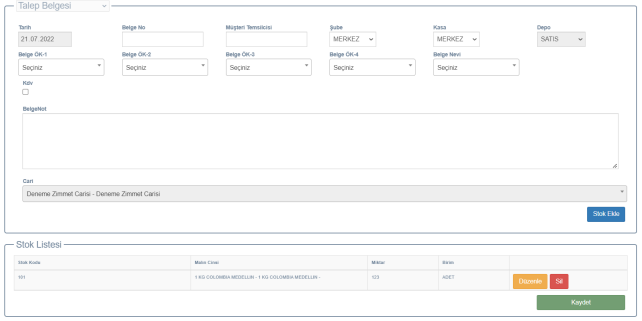 Talep Belgesi
Tarih Belge No Müşteri Temsilcisi Şube Kasa Depo
21.07.2022 MERKEZ MERKEZ SATIS
Belge ÖK-1 Belge ÖK-2 Belge ÖK-3 Belge ÖK-4 Belge Nevi
Seçiniz Seçiniz Seçiniz Seçiniz Seçiniz
Kdv
BelgeNot
Cari
Deneme Zimmet Carisi - Deneme Zimmet Carisi
Stok Ekle
Stok Listesi
Stok Kodu Malın Cinsi Miktar Birim
101 1 KG COLOMBIA MEDELLIN - 1 KG COLOMBIA MEDELLIN - 123 ADET Düzenle Sil
Kaydet